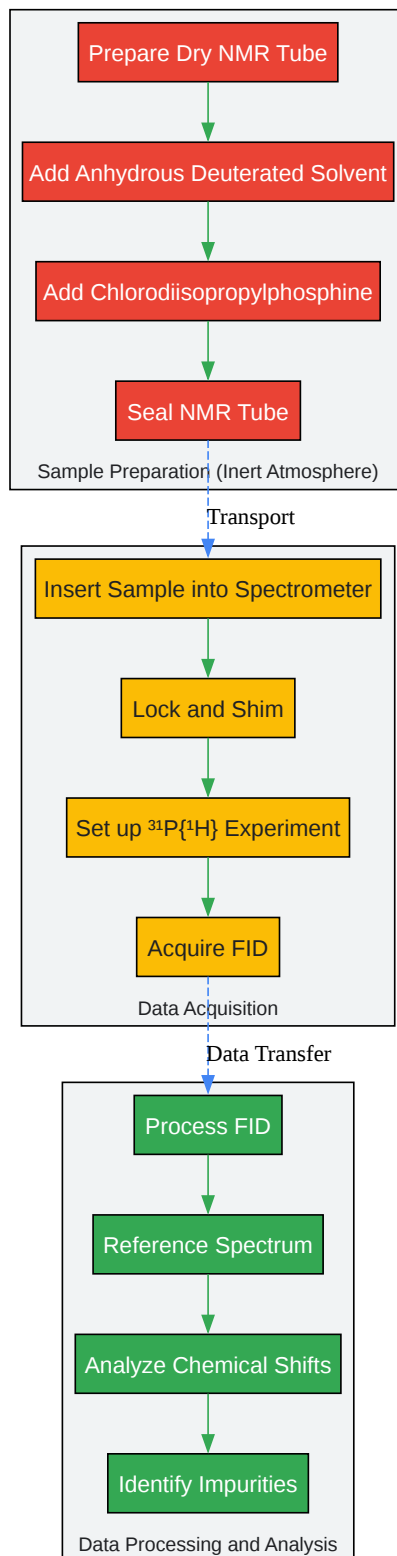 Prepare Dry NMR Tube
Add Anhydrous Deuterated Solvent
Add Chlorodiisopropylphosphine
Seal NMR Tube
Sample Preparation (Inert Atmosphere)
Transport
Insert Sample into Spectrometer
Lock and Shim
Set up ³¹P{¹H} Experiment
Acquire FID
Data Acquisition
Data Transfer
Process FID
Reference Spectrum
Analyze Chemical Shifts
Identify Impurities
Data Processing and Analysis